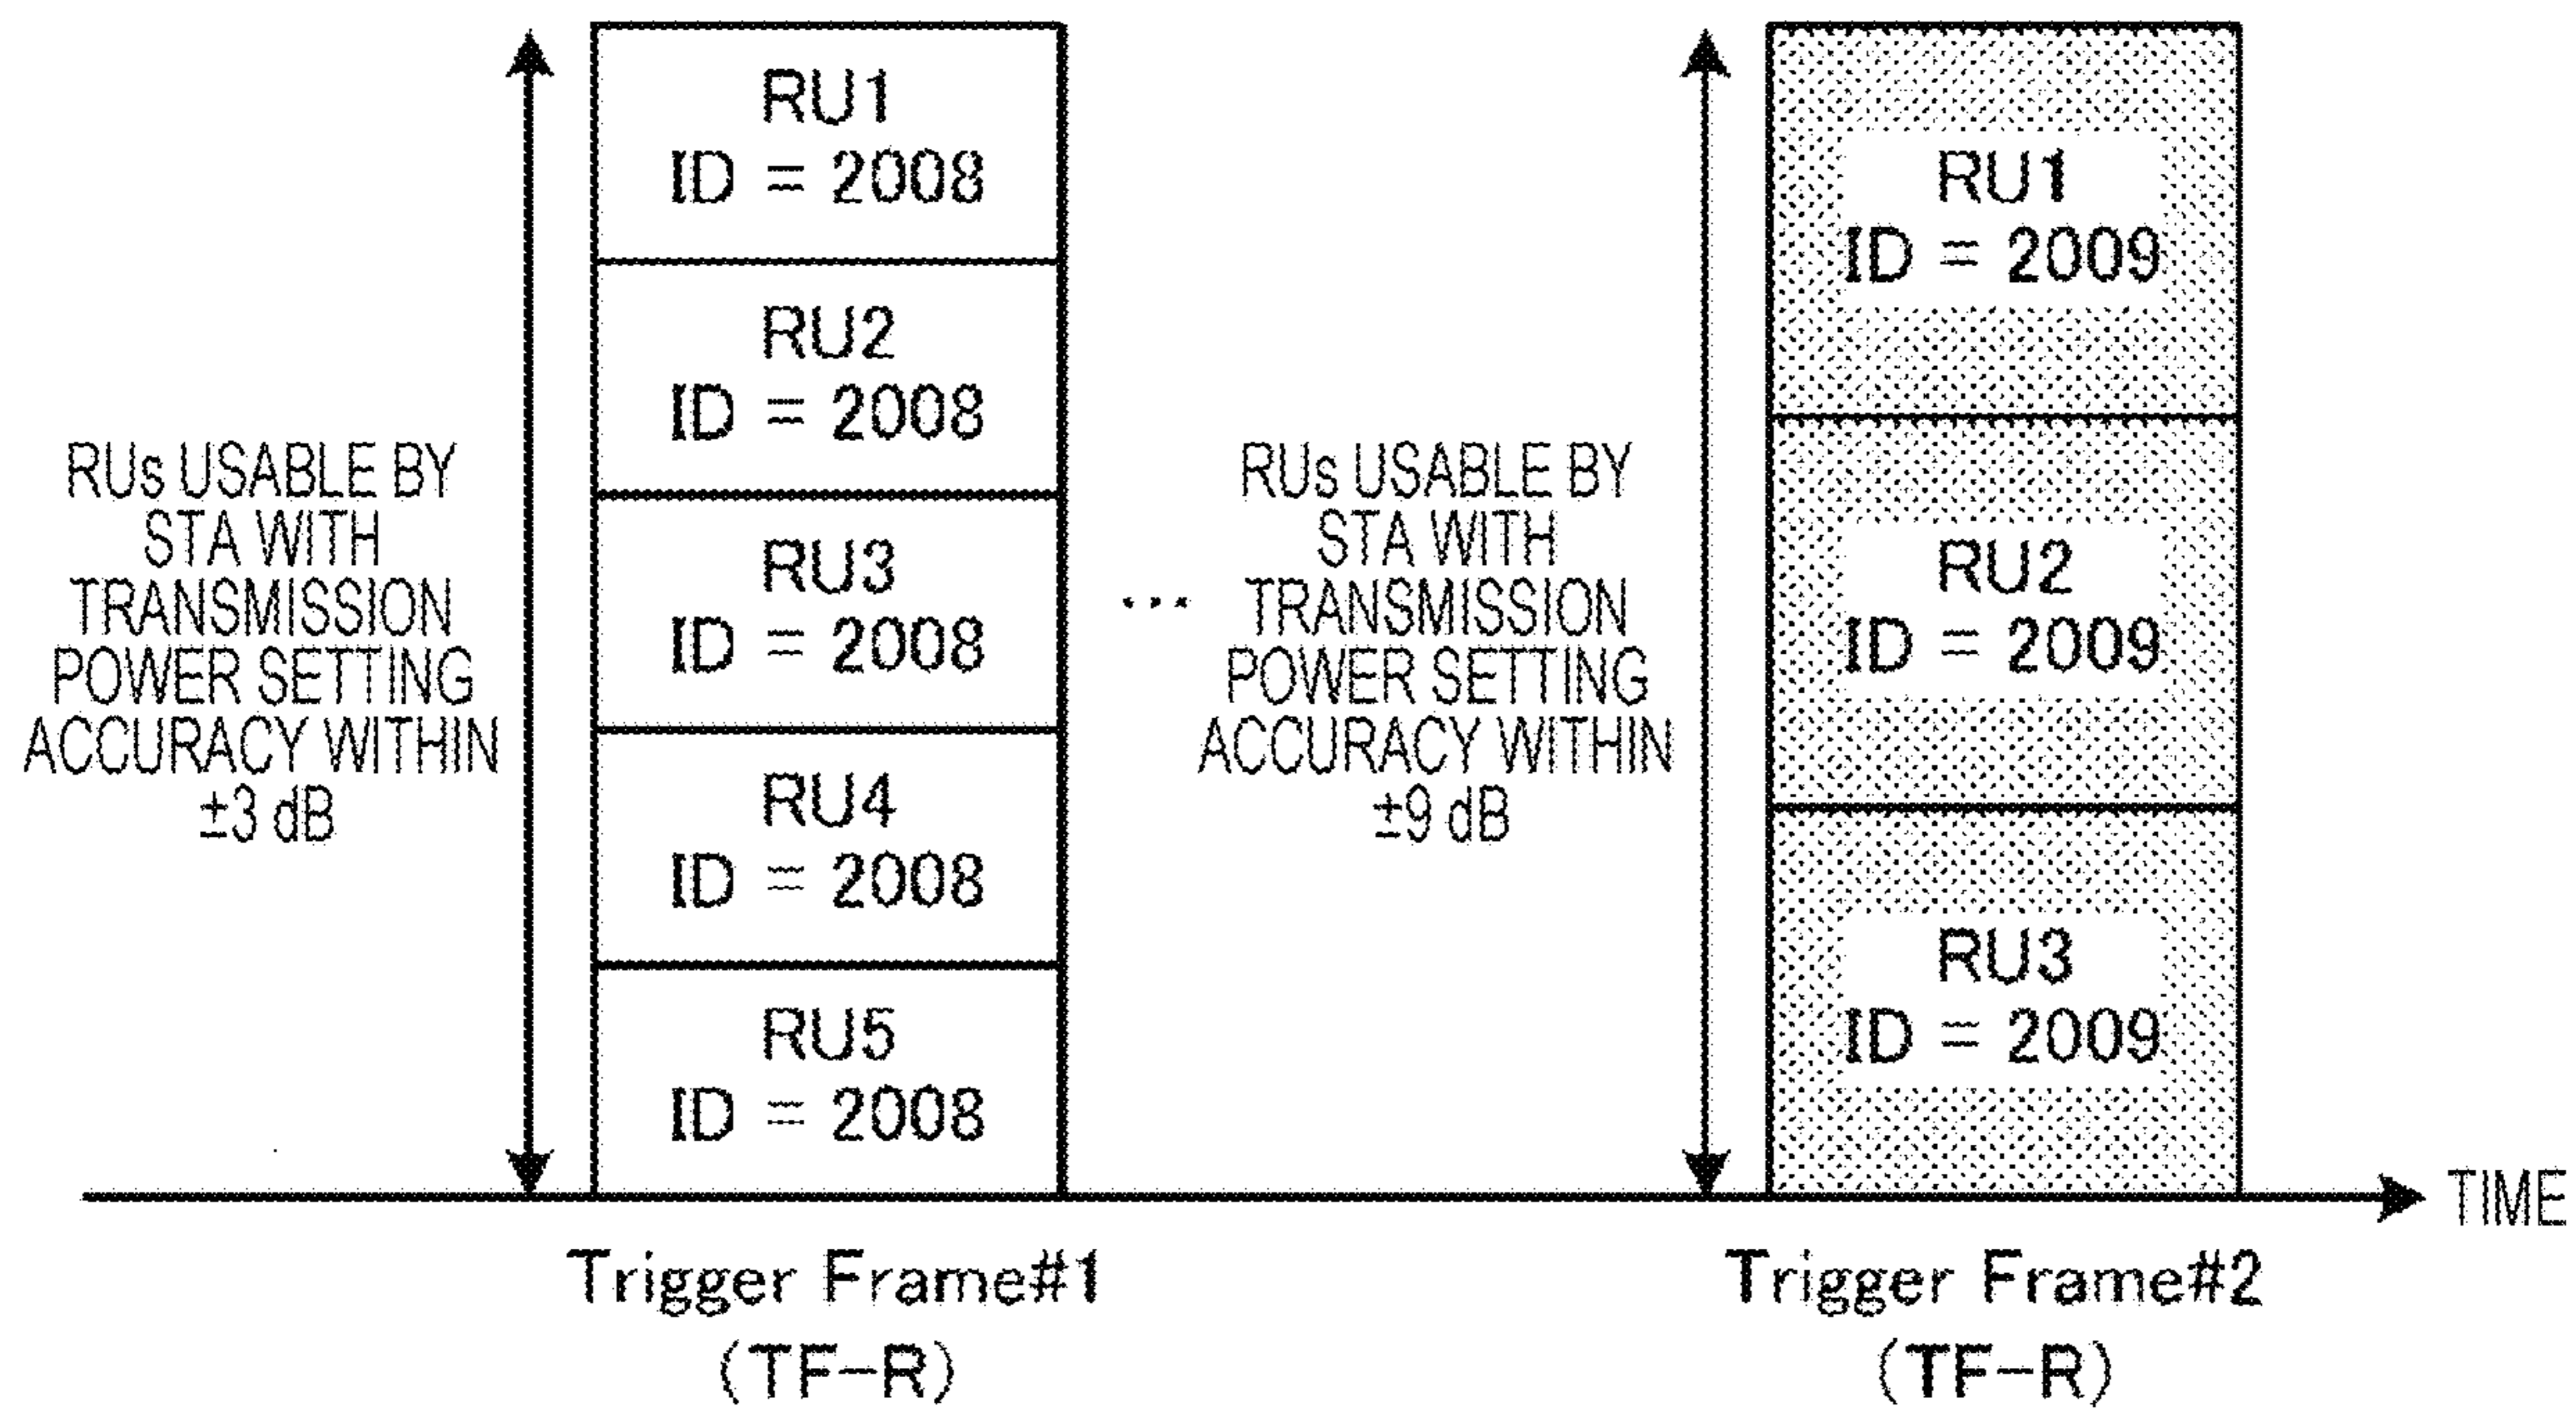 RUs USABLE BY
STA WITH
TRANSMISSION
POWER SETTING
ACCURACY WITHIN
±3 dB
RU1
ID = 2008
RU2
ID = 2008
RU3
ID = 2008
RU4
ID = 2008
RU5
ID = 2008
...
RUs USABLE BY
STA WITH
TRANSMISSION
POWER SETTING
ACCURACY WITHIN
±9 dB
RU1
ID = 2009
RU2
ID = 2009
RU3
ID = 2009
TIME
Trigger Frame#1
(TF-R)
Trigger Frame#2
(TF-R)